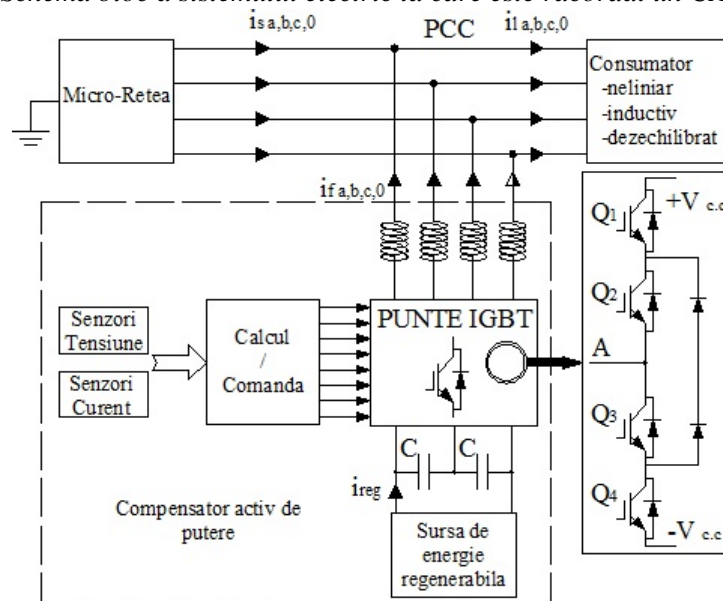 i s a,b,c,0
PCC
i l a,b,c,0
Micro-Retea
Consumator
-neliniar
-inductiv
-dezechilibrat
i f a,b,c,0
Q1
+V c.c
Q2
A
Q3
Q4
-V c.c
Senzori
Tensiune
Senzori
Curent
Calcul
/
Comanda
PUNTE IGBT
C
C
i reg
Compensator activ de
putere
Sursa de
energie
regenerabila